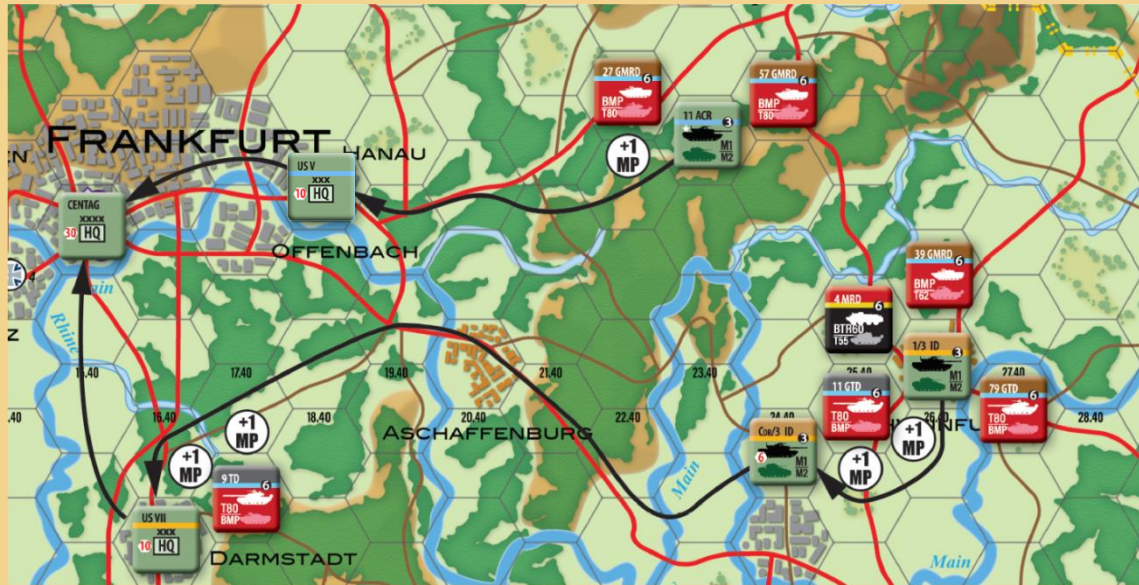 27 GMRD
6
BMP
T80
57 GMRD
6
BMP
T80
11 ACR
3
M1
M2
+1
MP
FRANKFURT
HANAU
US V
xxx
10 HQ
CENTAG
xxxx
30 HQ
OFFENBACH
4
Rhine
39 GMRD
6
BMP
T62
4 MRD
6
BTR60
T55
1/3 ID
3
M1
M2
11 GTD
6
T80
BMP
79 GTD
6
T80
BMP
16.40
17.40
18.40
19.40
20.40
21.40
22.40
23.40
24.40
26.40
27.40
28.40
ASCHAFFENBURG
Main
COR/3 ID
3
6
M1
M2
+1
MP
+1
MP
+1
MP
+1
MP
9 TD
6
T80
BMP
US VII
xxx
10 HQ
DARMSTADT
Main